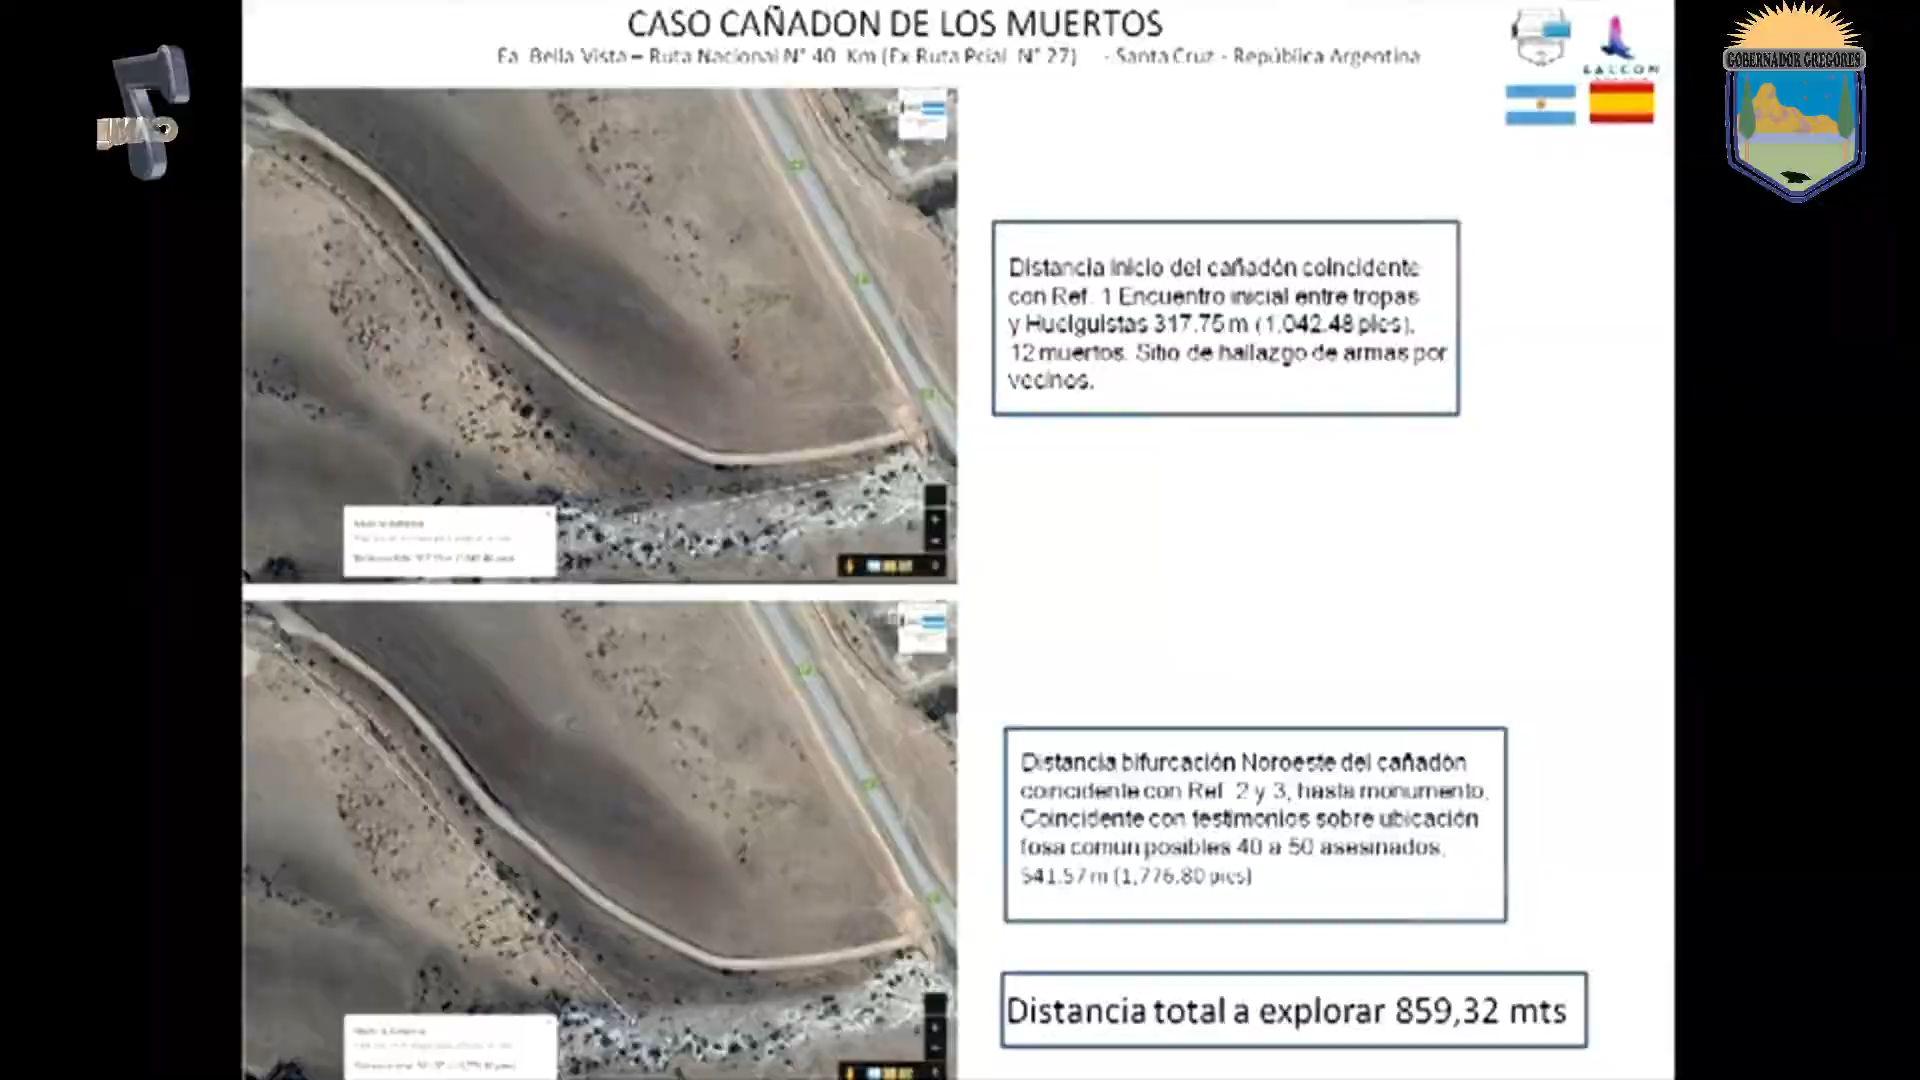 CASO CAÑADON DE LOS MUERTOS
Ea. Bella Vista – Ruta Nacional N° 40 Km (Ex Ruta Pcial. N° 27) - Santa Cruz - República Argentina
GOBERNADOR GREGORES
Distancia Inicio del cañadón coincidente
con Ref. 1 Encuentro inicial entre tropas
y Huelguistas 317.75 m (1,042.48 pies).
12 muertos. Sitio de hallazgo de armas por
vecinos.
Distancia bifurcación Noroeste del cañadón
coincidente con Ref. 2 y 3, hasta monumento.
Coincidente con testimonios sobre ubicación
fosa comun posibles 40 a 50 asesinados.
541.57 m (1,776.80 pies)
Distancia total a explorar 859,32 mts